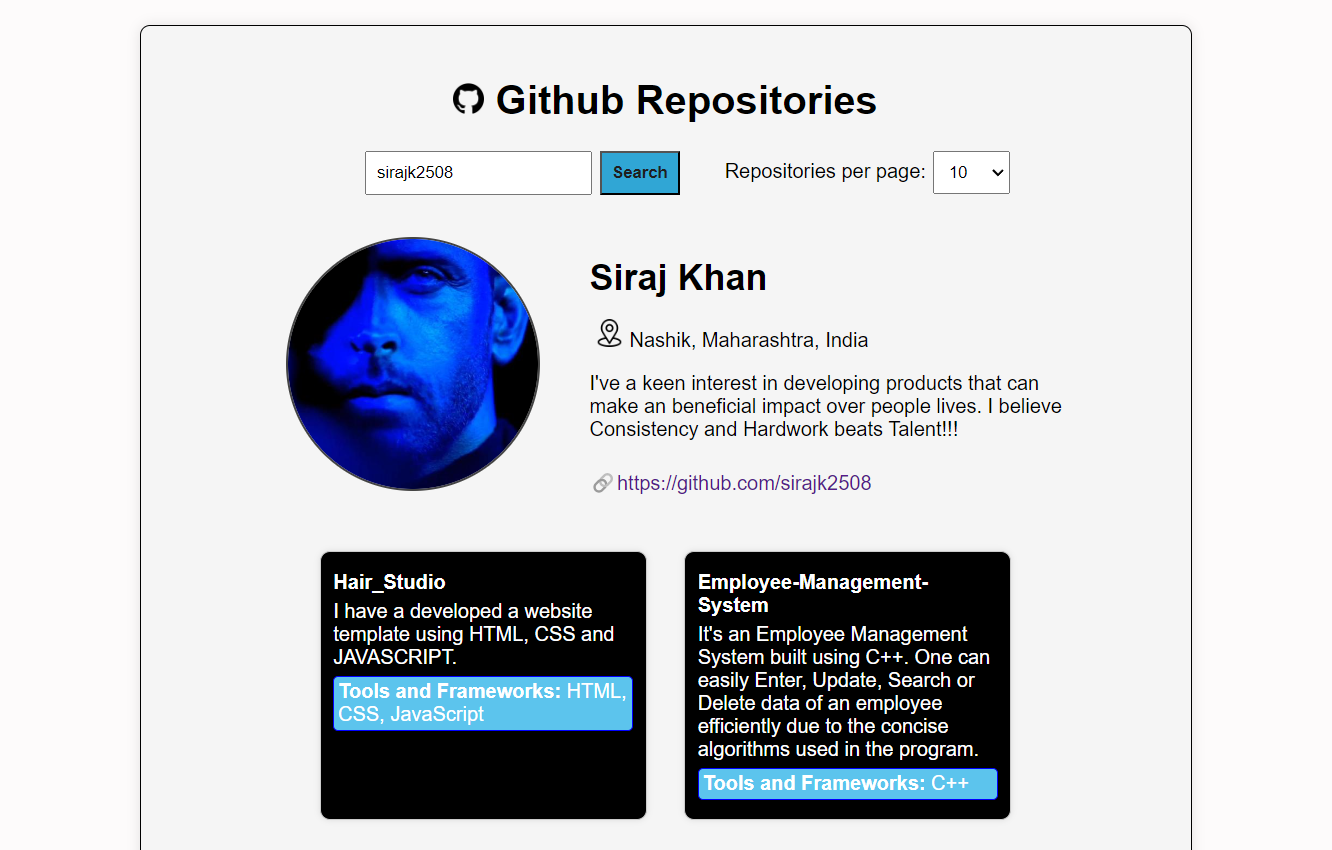 Github Repositories
sirajk2508
Search
Repositories per page:
10
Siraj Khan
Nashik, Maharashtra, India
I've a keen interest in developing products that can
make an beneficial impact over people lives. I believe
Consistency and Hardwork beats Talent!!!
https://github.com/sirajk2508
Hair_Studio
I have a developed a website
template using HTML, CSS and
JAVASCRIPT.
Tools and Frameworks: HTML,
CSS, JavaScript
Employee-Management-
System
It's an Employee Management
System built using C++. One can
easily Enter, Update, Search or
Delete data of an employee
efficiently due to the concise
algorithms used in the program.
Tools and Frameworks: C++